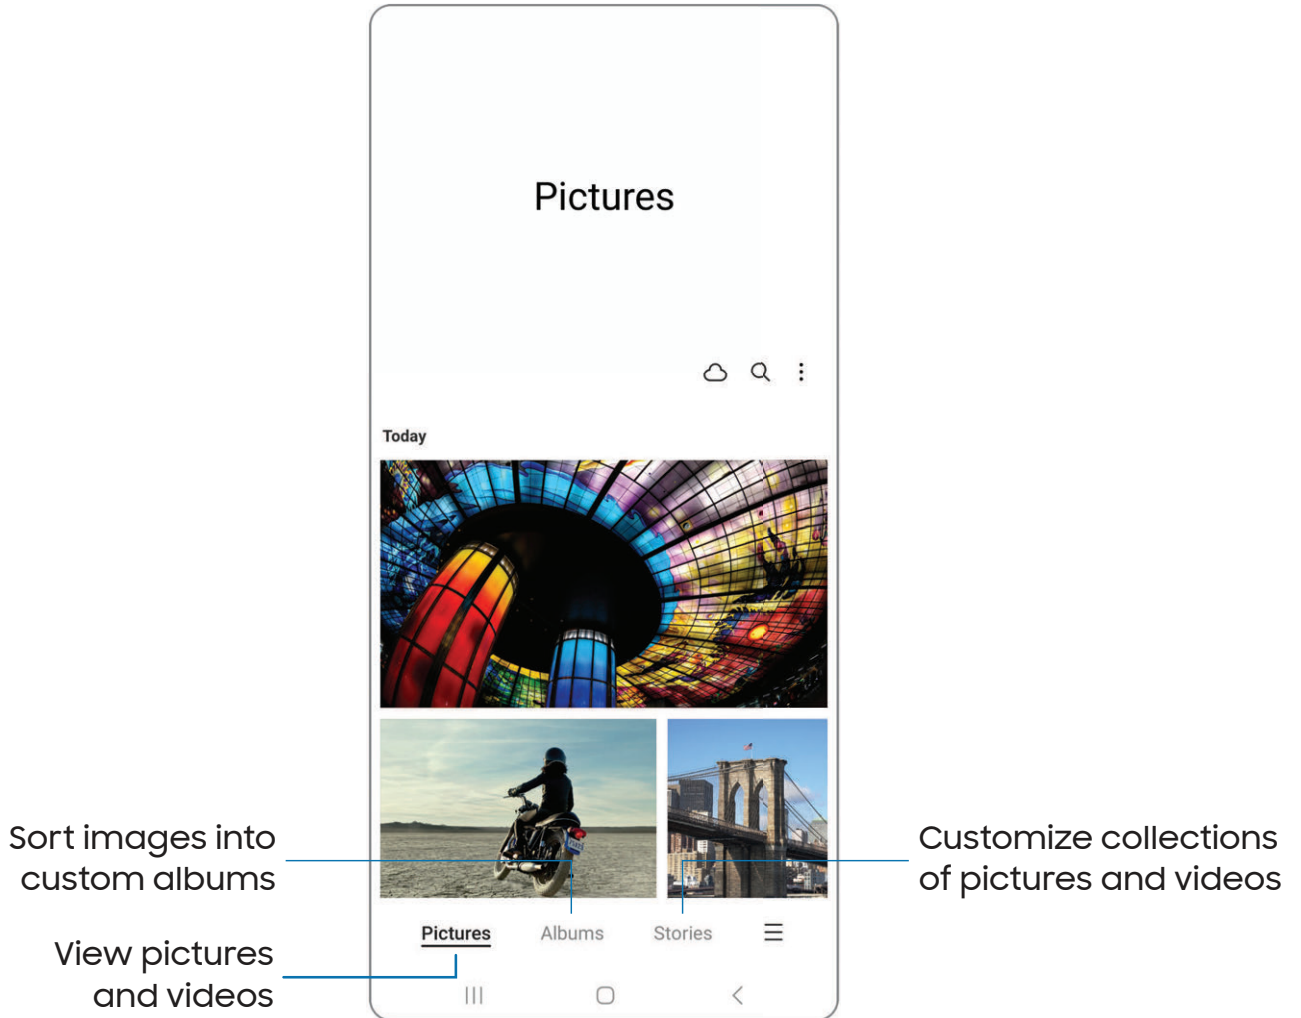 Pictures
Today
Sort images into
custom albums
Customize collections
of pictures and videos
Pictures Albums Stories
View pictures
and videos